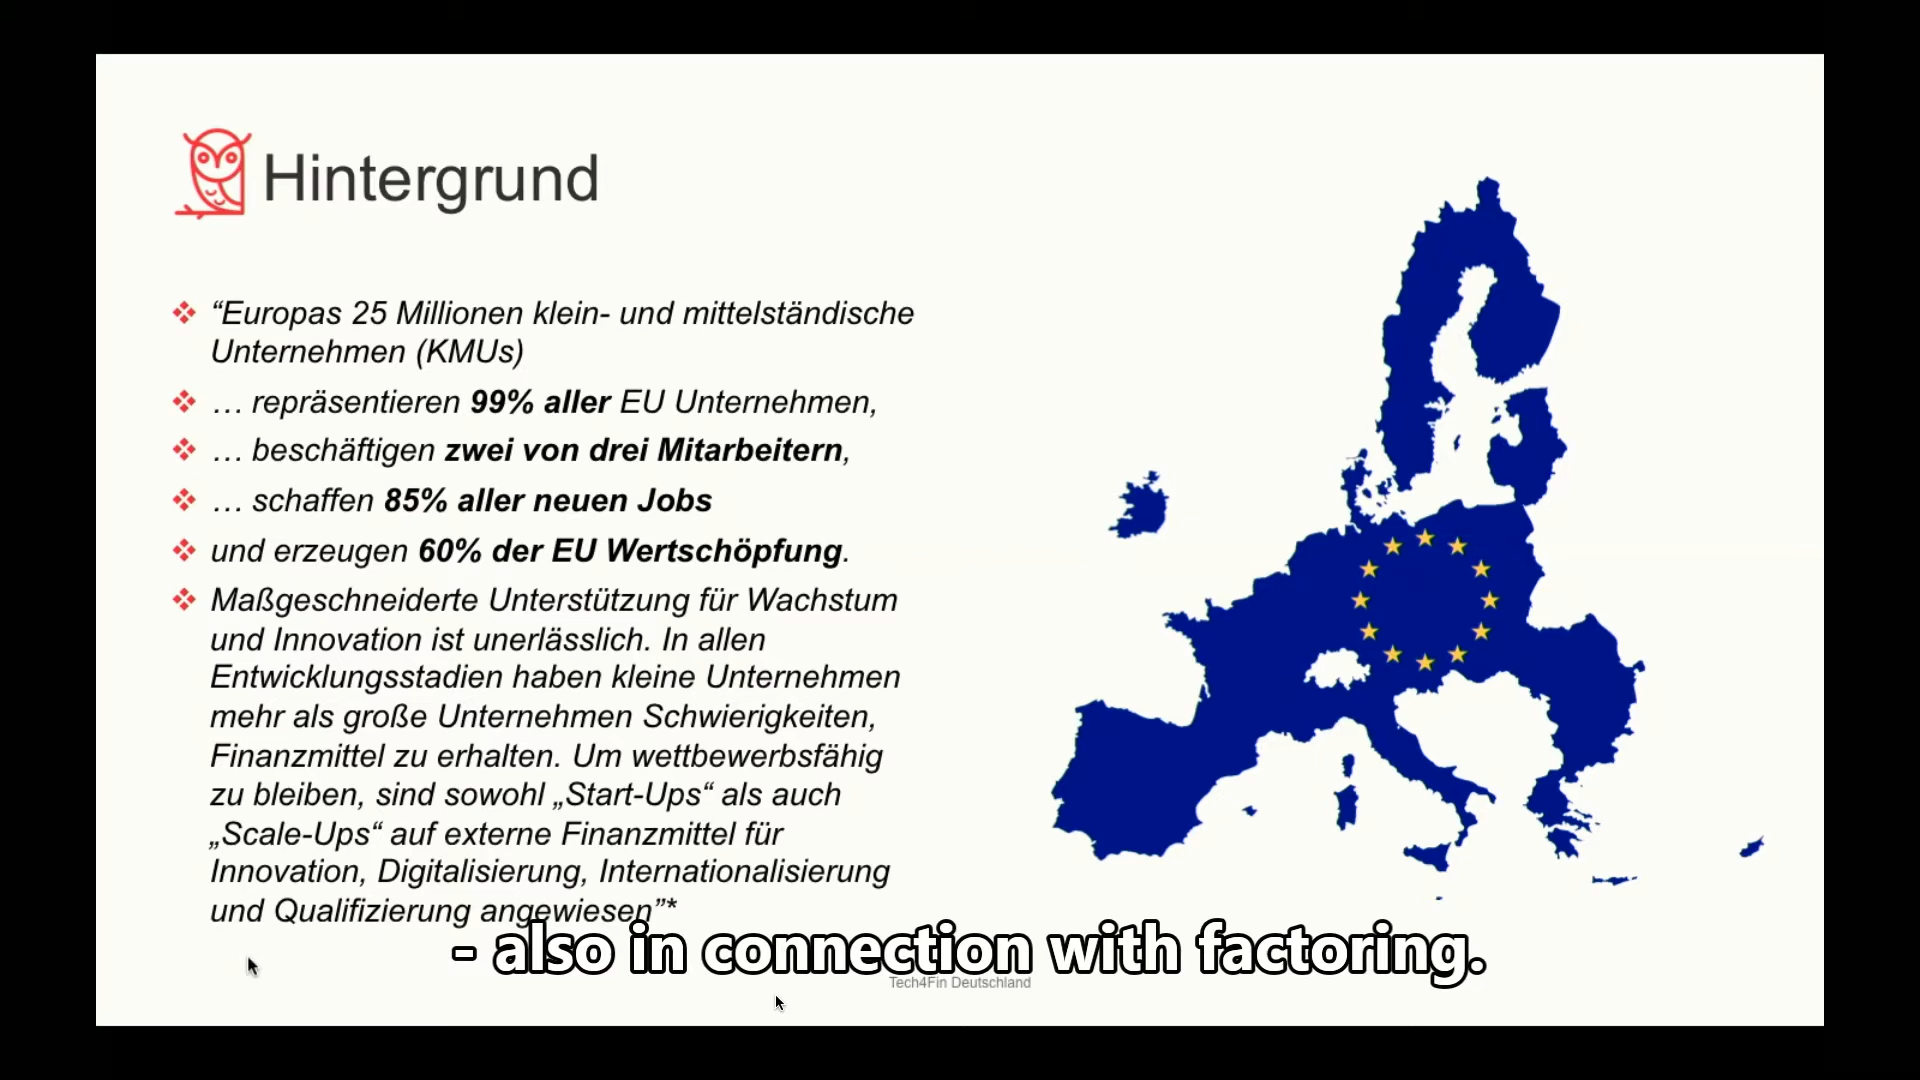 Hintergrund
“Europas 25 Millionen klein- und mittelständische
Unternehmen (KMUs)
… repräsentieren 99% aller EU Unternehmen,
… beschäftigen zwei von drei Mitarbeitern,
… schaffen 85% aller neuen Jobs
und erzeugen 60% der EU Wertschöpfung.
Maßgeschneiderte Unterstützung für Wachstum
und Innovation ist unerlässlich. In allen
Entwicklungsstadien haben kleine Unternehmen
mehr als große Unternehmen Schwierigkeiten,
Finanzmittel zu erhalten. Um wettbewerbsfähig
zu bleiben, sind sowohl „Start-Ups“ als auch
„Scale-Ups“ auf externe Finanzmittel für
Innovation, Digitalisierung, Internationalisierung
und Qualifizierung angewiesen”*
- also in connection with factoring.
Tech4Fin Deutschland